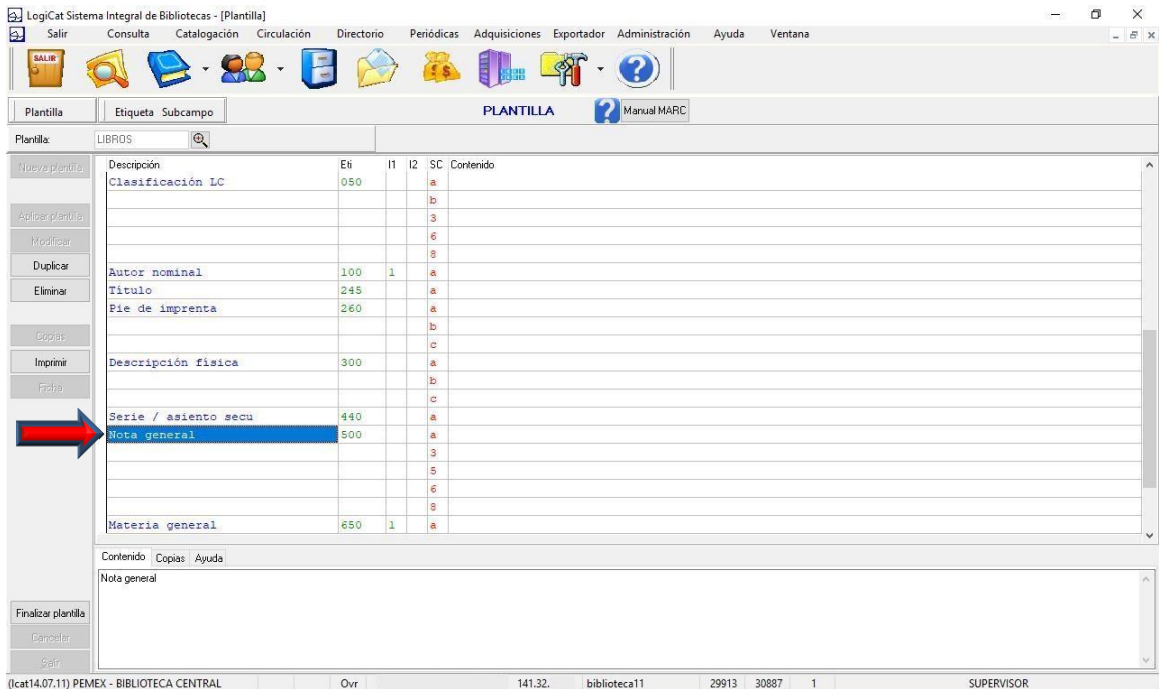 LogiCat Sistema Integral de Bibliotecas - [Plantilla]
Salir Consulta Catalogación Circulación Directorio Periódicas Adquisiciones Exportador Administración Ayuda Ventana
SALIR
Plantilla Etiqueta Subcampo PLANTILLA Manual MARC
Plantilla: LIBROS
Nueva plantilla
Aplicar plantilla
Modificar
Duplicar
Eliminar
Copias
Imprimir
Ficha
Descripción Eti I1 I2 SC Contenido
Clasificación LC 050 a
b
3
6
8
Autor nominal 100 1 a
Título 245 a
Pie de imprenta 260 a
b
c
Descripción física 300 a
b
c
Serie / asiento secu 440 a
Nota general 500 a
3
5
6
8
Materia general 650 1 a
Contenido Copias Ayuda
Nota general
Finalizar plantilla
Cancelar
Salir
(lcat14.07.11) PEMEX - BIBLIOTECA CENTRAL Ovr 141.32. biblioteca11 29913 30887 1 SUPERVISOR